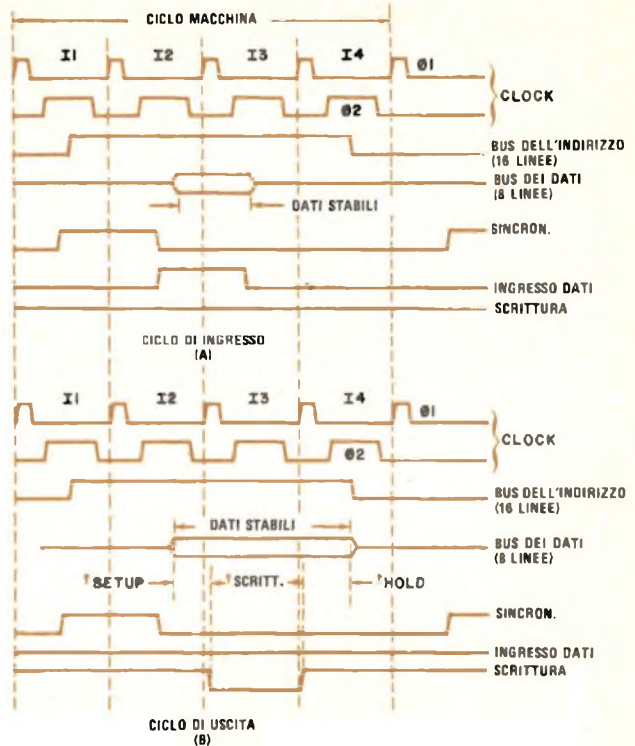 CICLO MACCHINA
I1 I2 I3 I4 Ø1
Ø2
CLOCK
BUS DELL'INDIRIZZO
(16 LINEE)
BUS DEI DATI
(8 LINEE)
DATI STABILI
SINCRON.
INGRESSO DATI
SCRITTURA
CICLO DI INGRESSO
(A)
I1 I2 I3 I4 Ø1
Ø2
CLOCK
BUS DELL'INDIRIZZO
(16 LINEE)
DATI STABILI
BUS DEI DATI
(8 LINEE)
TSETUP TSCRITT. THOLD
SINCRON.
INGRESSO DATI
SCRITTURA
CICLO DI USCITA
(B)